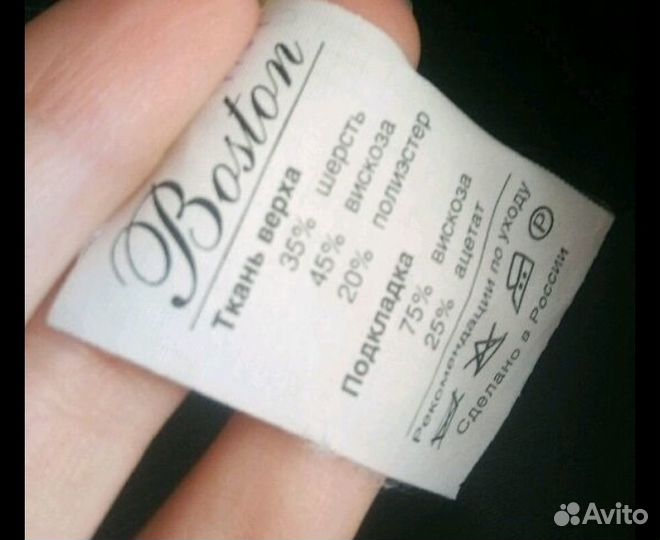 Boston
Ткань верха
35% шерсть
45% вискоза
20% полиэстер
Подкладка
75% вискоза
25% ацетат
Рекомендации по уходу
P
Сделано в России
Avito